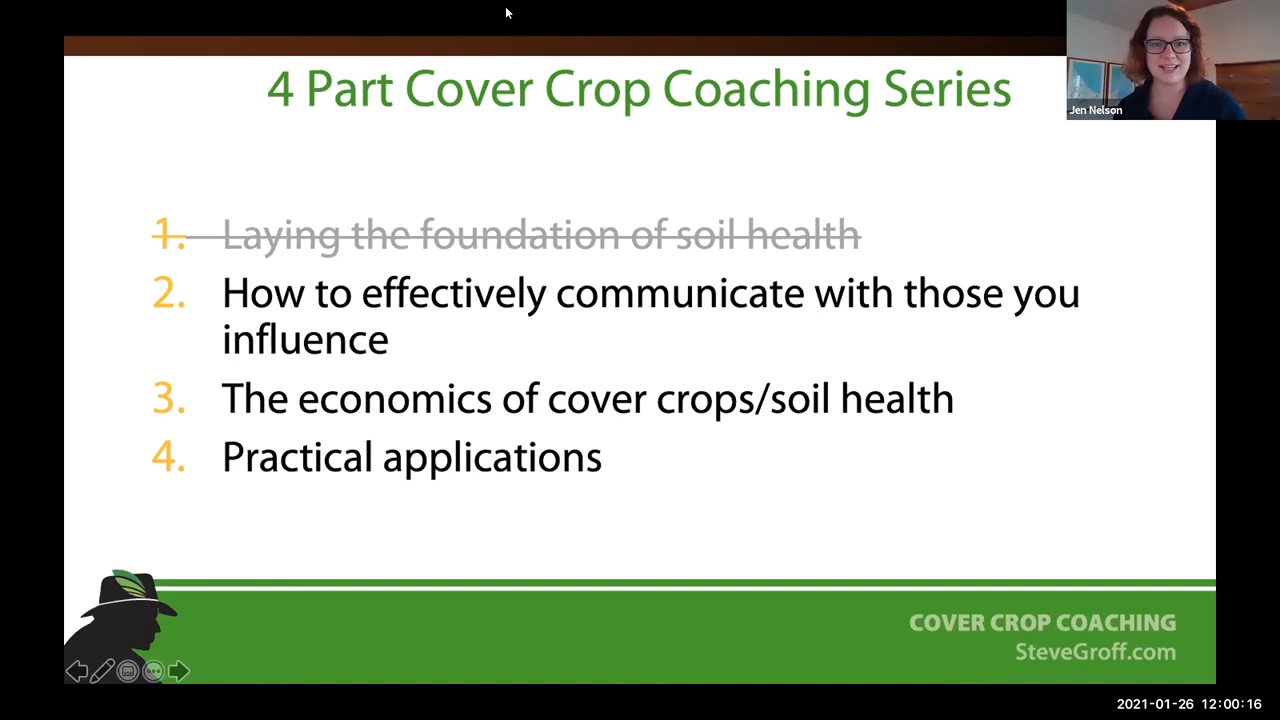 4 Part Cover Crop Coaching Series
Jen Nelson
1. Laying the foundation of soil health
2. How to effectively communicate with those you
influence
3. The economics of cover crops/soil health
4. Practical applications
COVER CROP COACHING
SteveGroff.com
2021-01-26 12:00:16